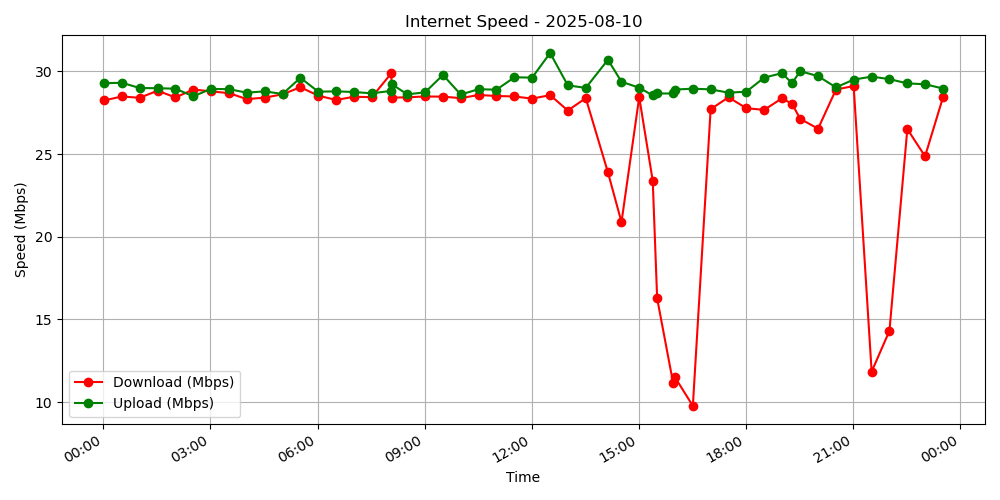 Internet Speed - 2025-08-10
Speed (Mbps)
30
25
20
15
10
Download (Mbps)
Upload (Mbps)
00:00
03:00
06:00
09:00
12:00
15:00
18:00
21:00
00:00
Time